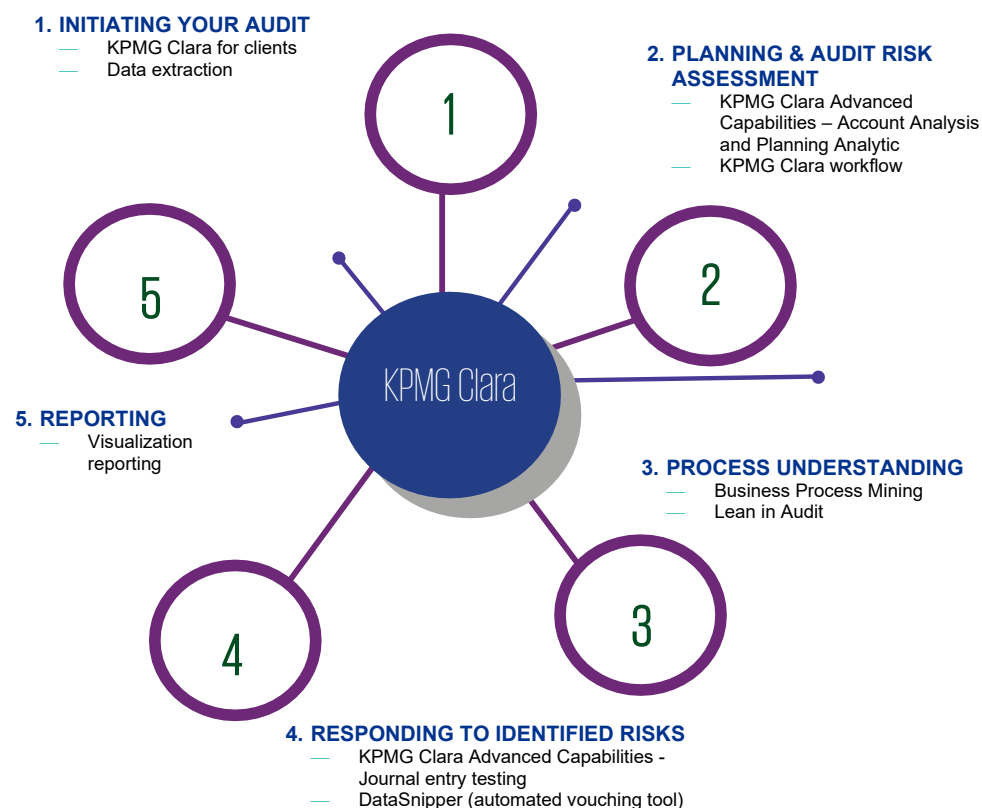 1. INITIATING YOUR AUDIT
— KPMG Clara for clients
— Data extraction
1
2. PLANNING & AUDIT RISK
ASSESSMENT
— KPMG Clara Advanced
Capabilities – Account Analysis
and Planning Analytic
— KPMG Clara workflow
2
5
KPMG Clara
5. REPORTING
— Visualization
reporting
3. PROCESS UNDERSTANDING
— Business Process Mining
— Lean in Audit
3
4
4. RESPONDING TO IDENTIFIED RISKS
— KPMG Clara Advanced Capabilities -
Journal entry testing
— DataSnipper (automated vouching tool)